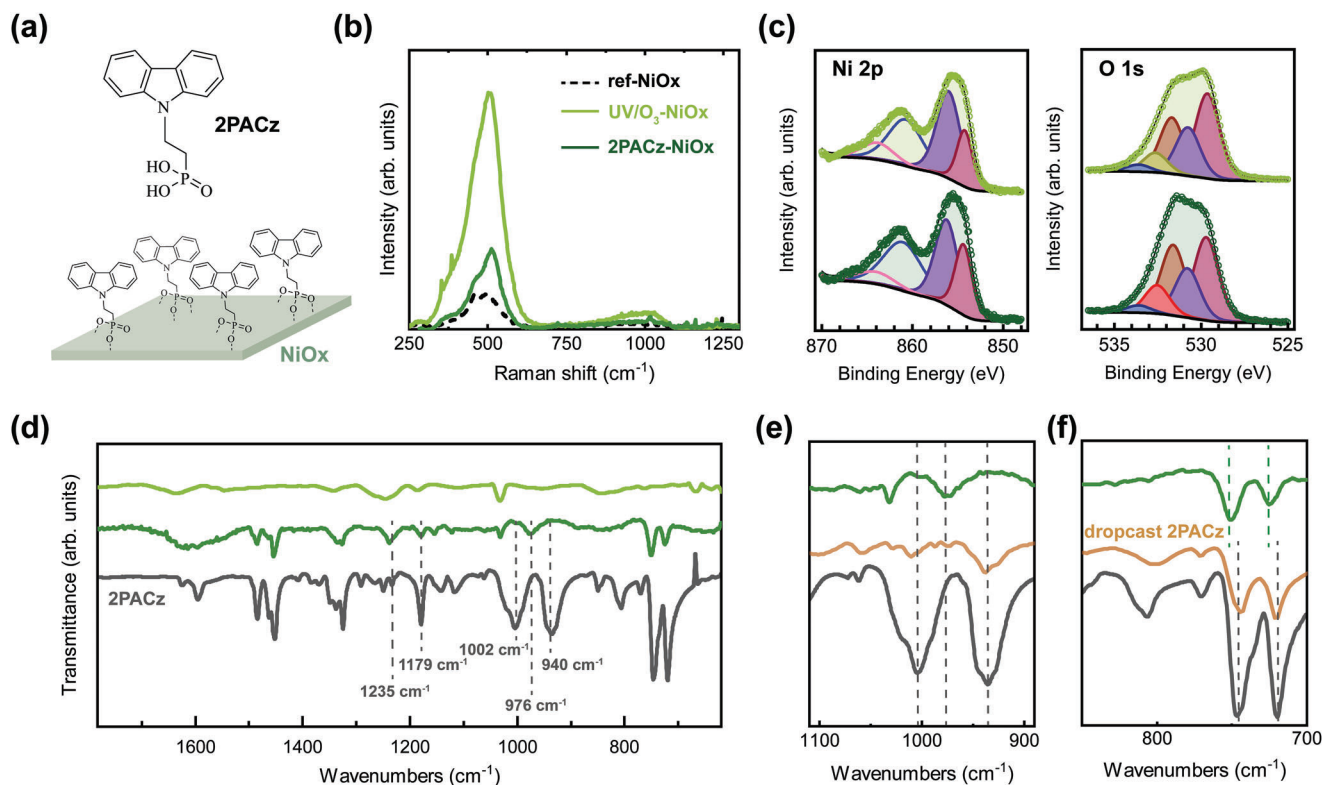 (a)
N
2PACz
HO
HO
P
O
N
N
N
N
O
P
O
O
P
O
O
P
O
O
P
O
NiOx
(b)
Intensity (arb. units)
ref-NiOx
UV/O₃-NiOx
2PACz-NiOx
250
500
750
1000
1250
Raman shift (cm⁻¹)
(c)
Ni 2p
Intensity (arb. units)
870
860
850
Binding Energy (eV)
O 1s
Intensity (arb. units)
535
530
525
Binding Energy (eV)
(d)
Transmittance (arb. units)
2PACz
1235 cm⁻¹
1179 cm⁻¹
1002 cm⁻¹
976 cm⁻¹
940 cm⁻¹
1600
1400
1200
1000
800
Wavenumbers (cm⁻¹)
(e)
1100
1000
900
Wavenumbers (cm⁻¹)
(f)
dropcast 2PACz
800
700
Wavenumbers (cm⁻¹)